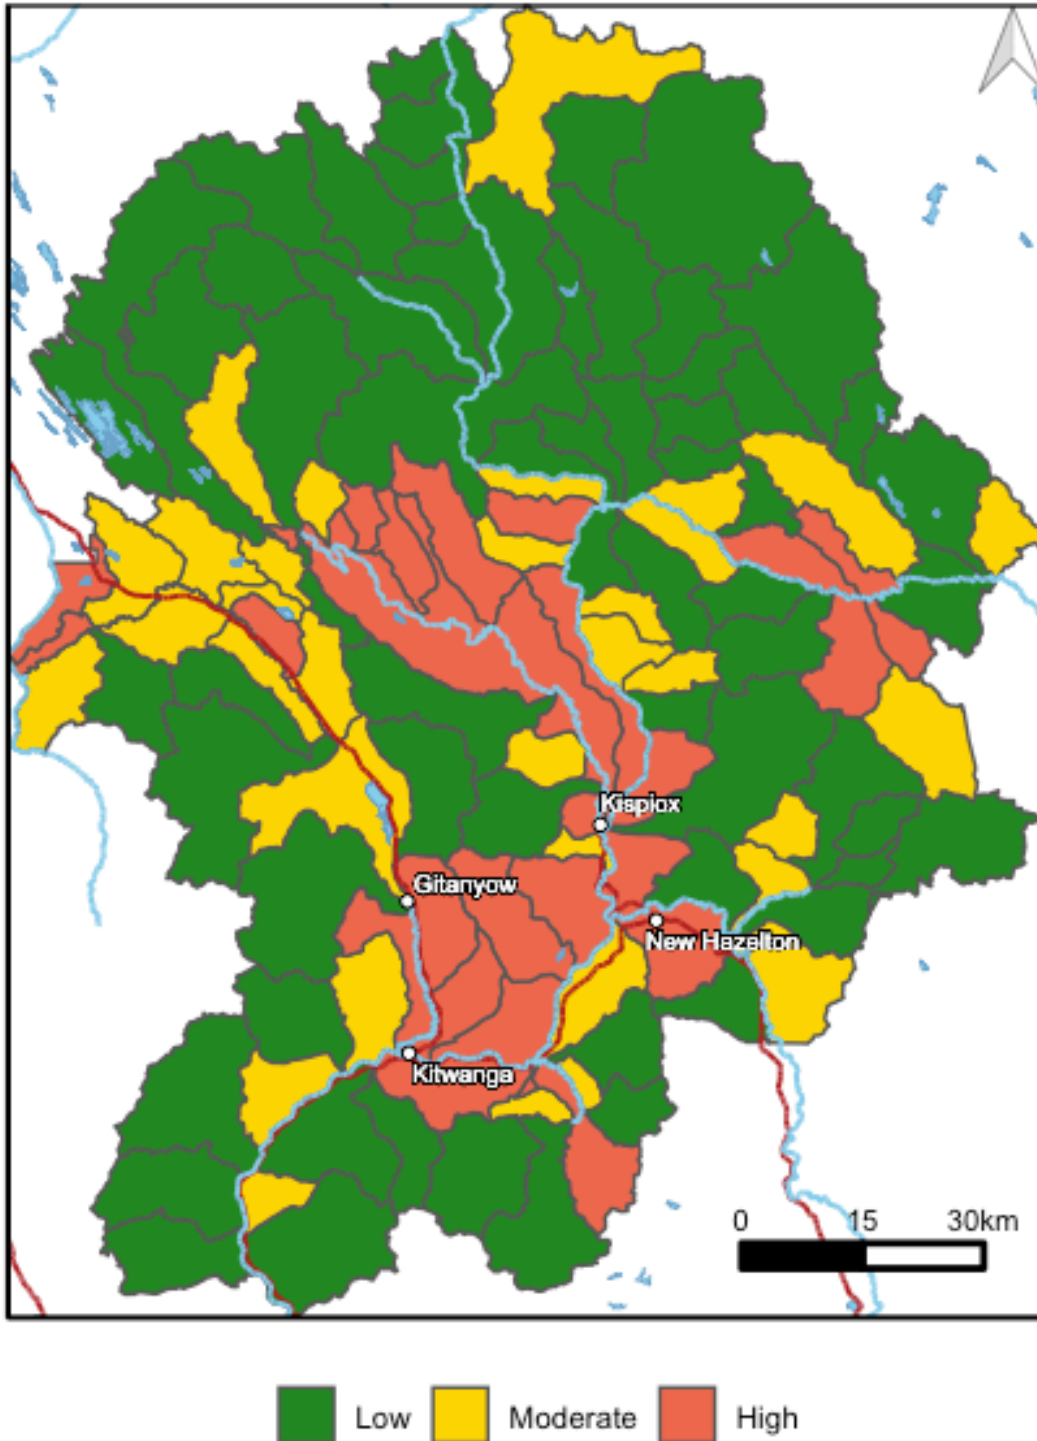 Kispiox
Gitanyow
New Hazelton
Kitwanga
0 15 30km
Low Moderate High